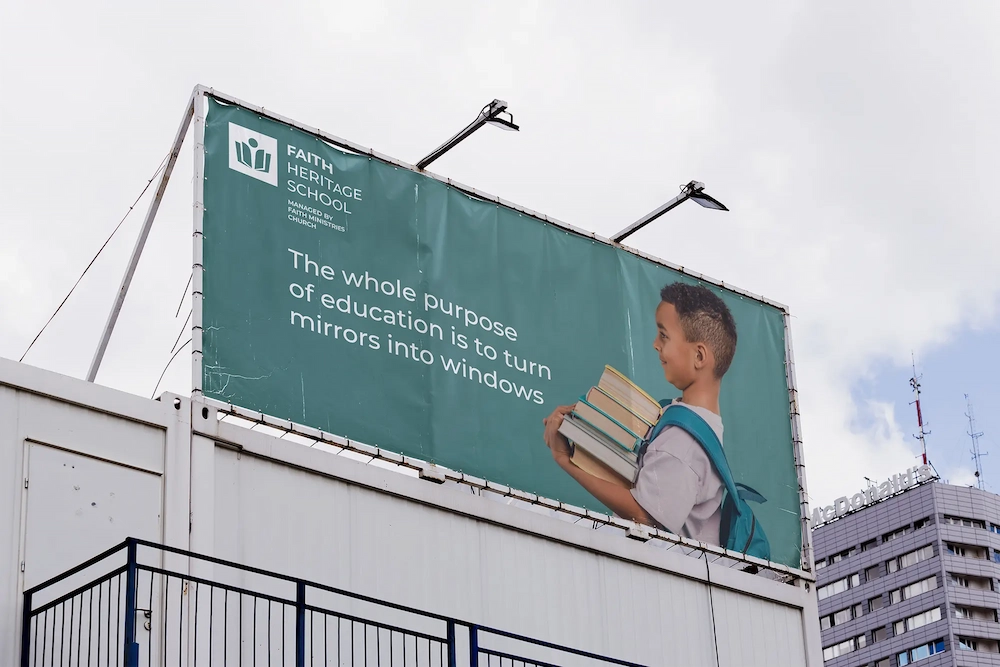 FAITH
HERITAGE
SCHOOL
MANAGED BY
FAITH MINISTRIES
CHURCH
The whole purpose
of education is to turn
mirrors into windows
McDonald's